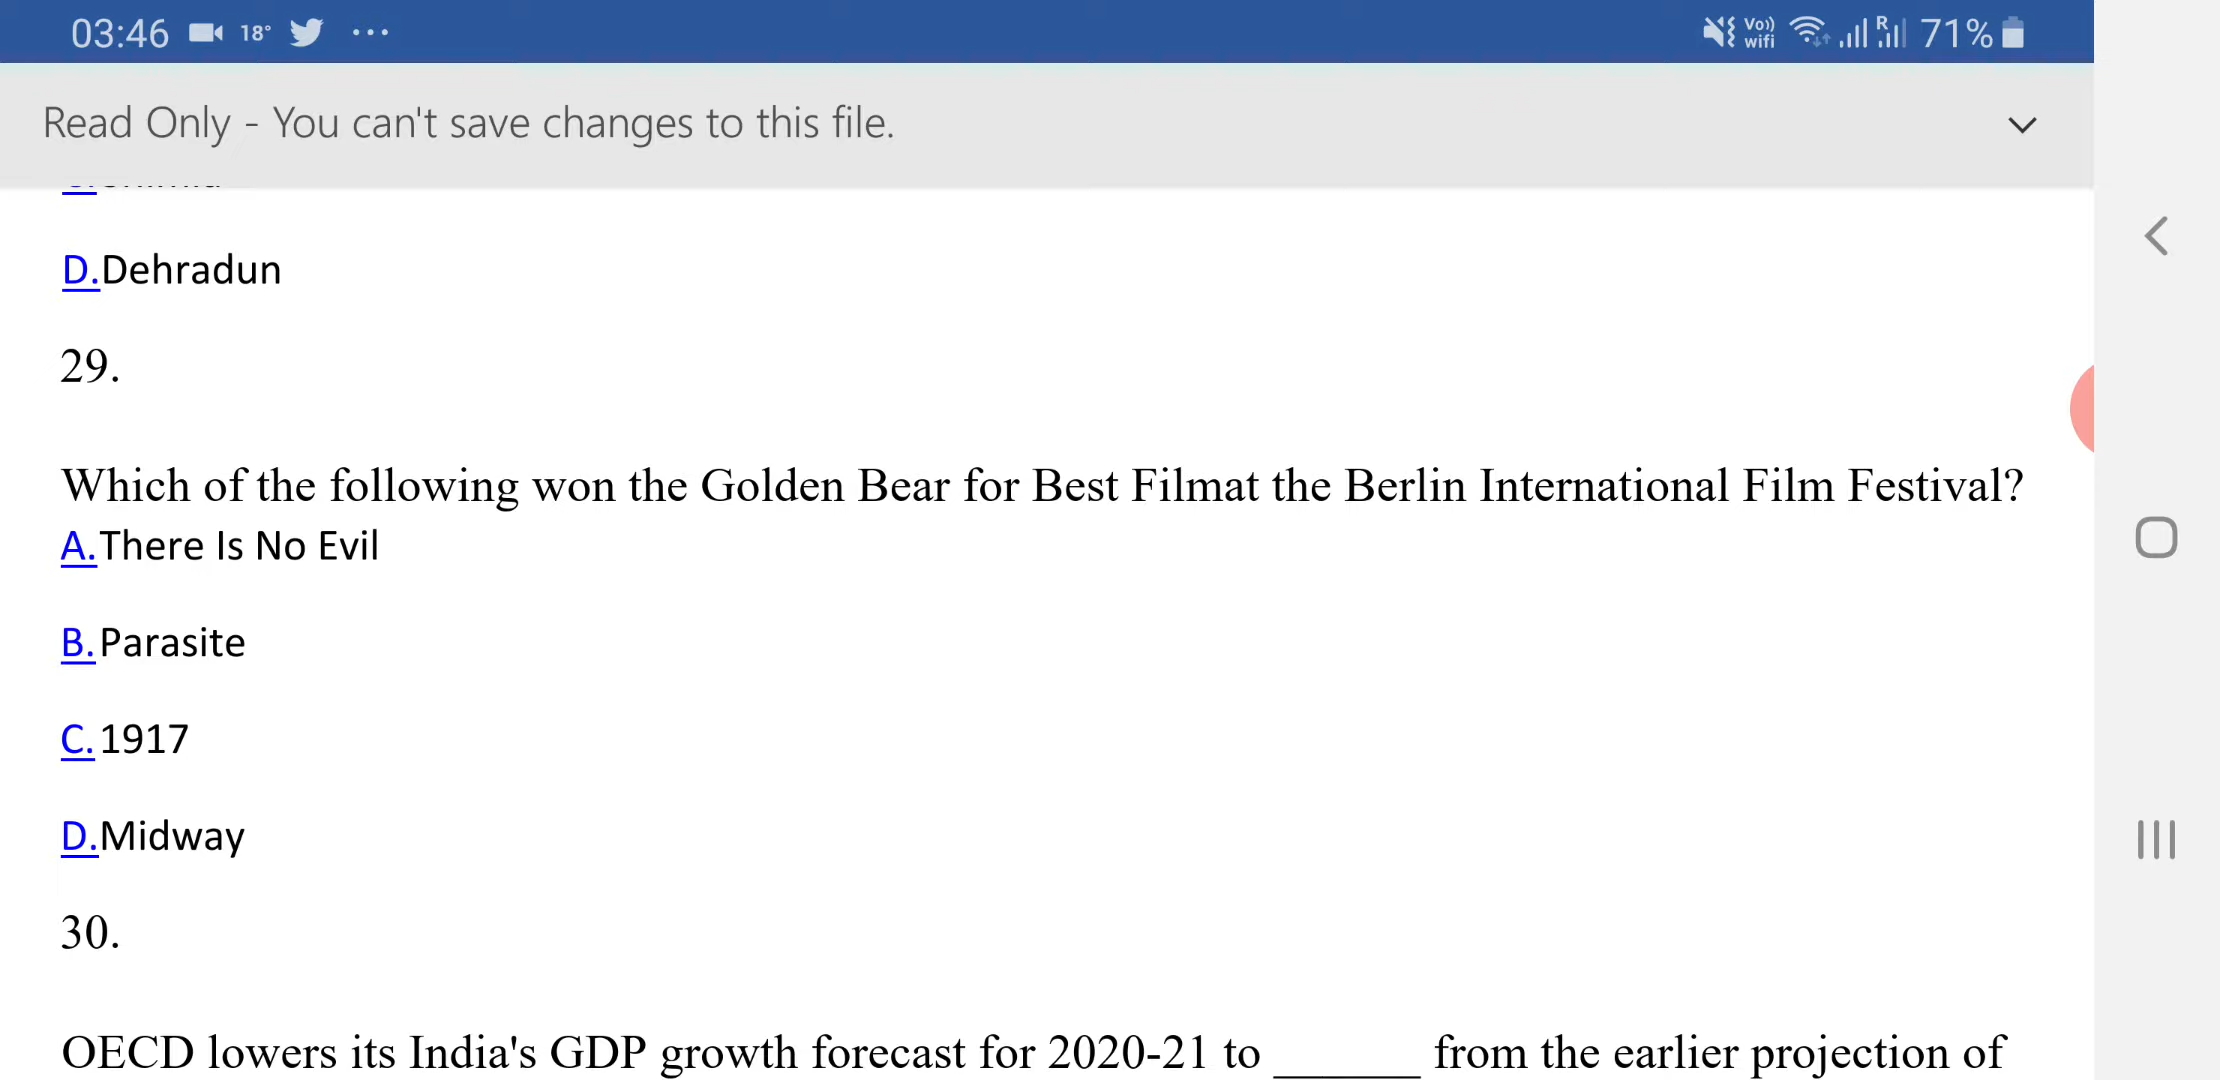 03:46 18° ... Vo)) wifi R 71%
Read Only - You can't save changes to this file.
D.Dehradun
29.
Which of the following won the Golden Bear for Best Filmat the Berlin International Film Festival?
A.There Is No Evil
B.Parasite
C.1917
D.Midway
30.
OECD lowers its India's GDP growth forecast for 2020-21 to ______ from the earlier projection of